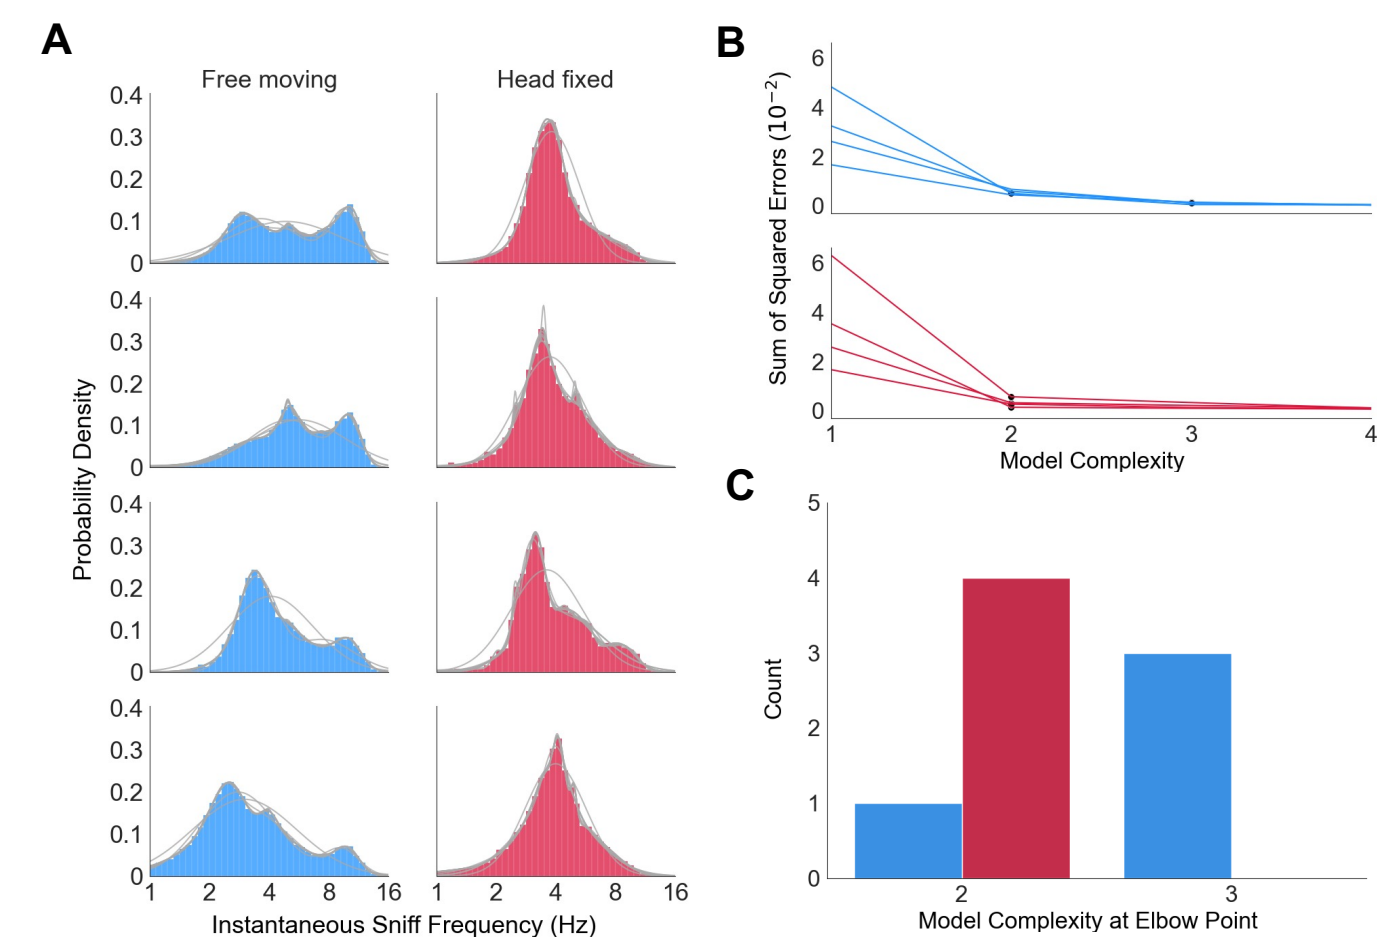 A
Free moving
Head fixed
Probability Density
0.4
0.3
0.2
0.1
0
0.4
0.3
0.2
0.1
0
0.4
0.3
0.2
0.1
0
0.4
0.3
0.2
0.1
0
1 2 4 8 16
1 2 4 8 16
Instantaneous Sniff Frequency (Hz)
B
Sum of Squared Errors (10⁻²)
6
4
2
0
6
4
2
0
1 2 3 4
Model Complexity
C
Count
5
4
3
2
1
0
2 3
Model Complexity at Elbow Point